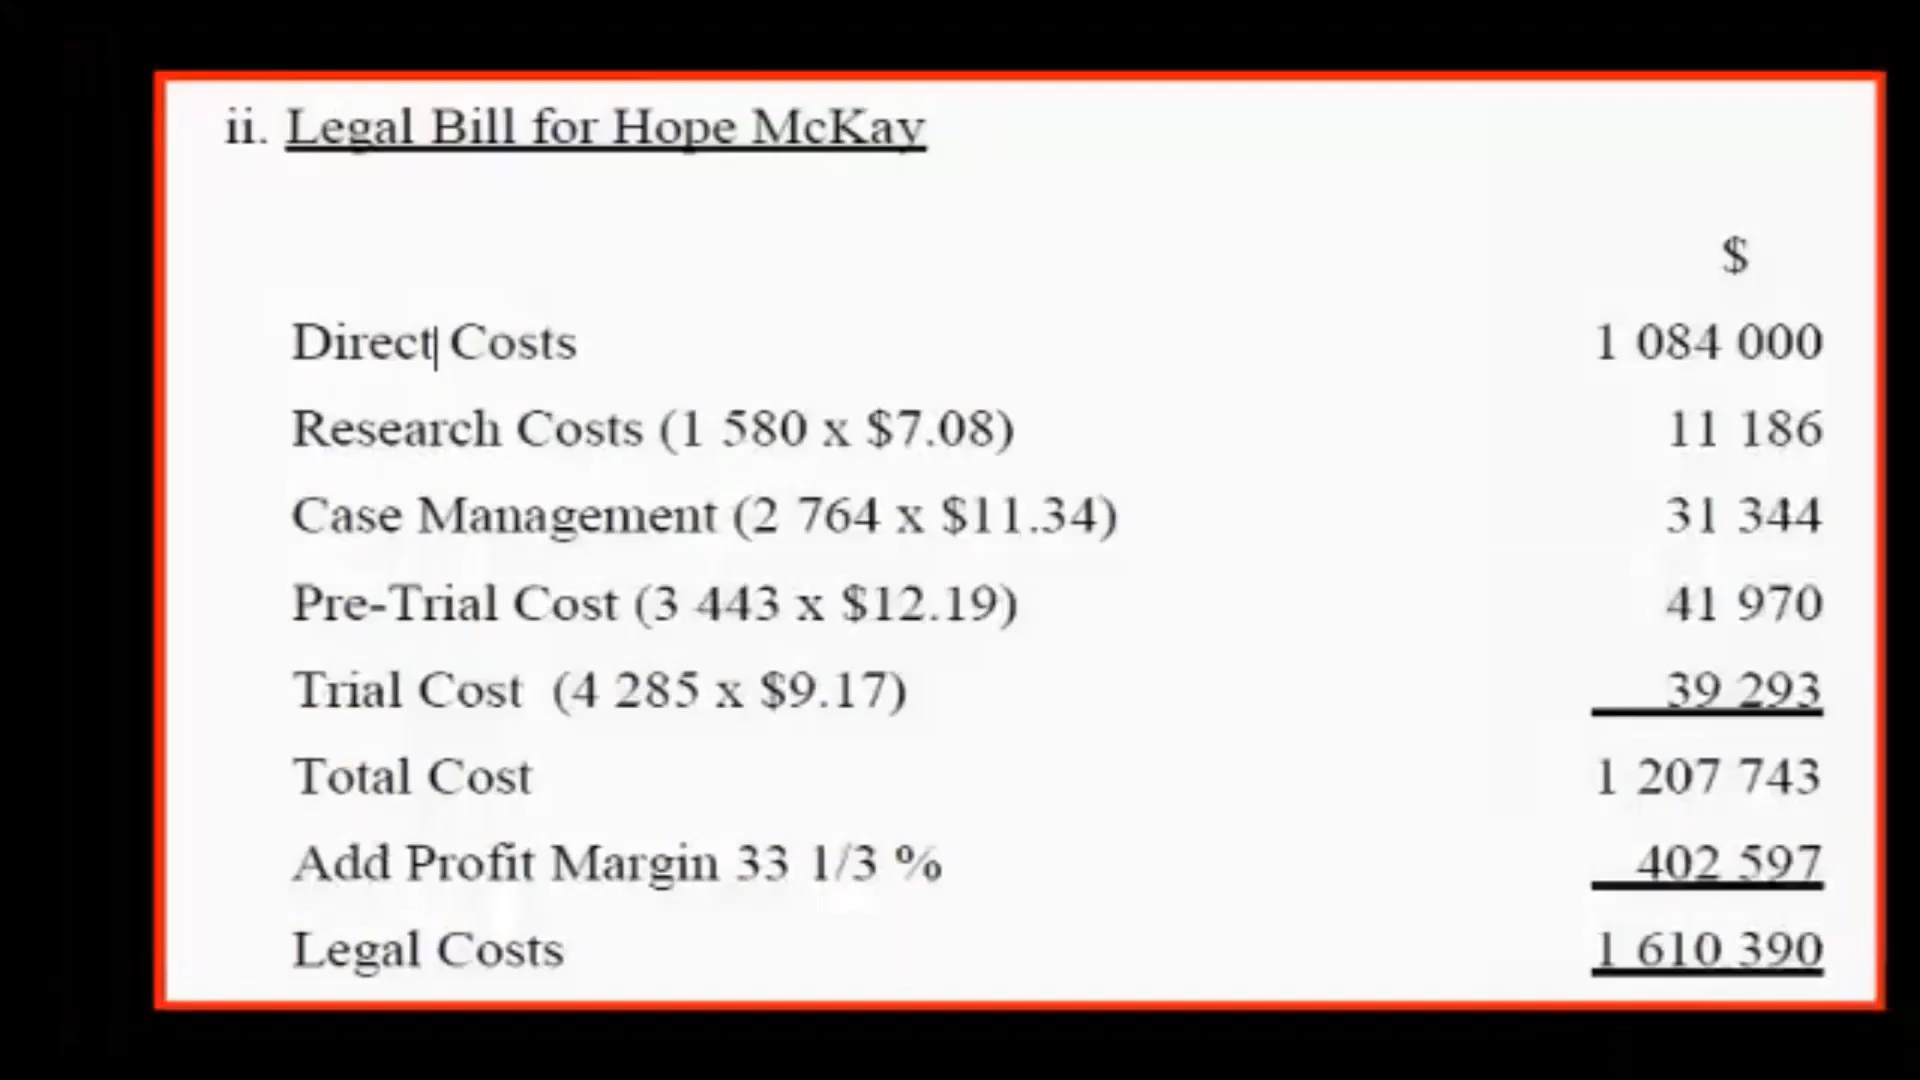 ii. Legal Bill for Hope McKay
$
Direct Costs 1 084 000
Research Costs (1 580 x $7.08) 11 186
Case Management (2 764 x $11.34) 31 344
Pre-Trial Cost (3 443 x $12.19) 41 970
Trial Cost (4 285 x $9.17) 39 293
Total Cost 1 207 743
Add Profit Margin 33 1/3 % 402 597
Legal Costs 1 610 390